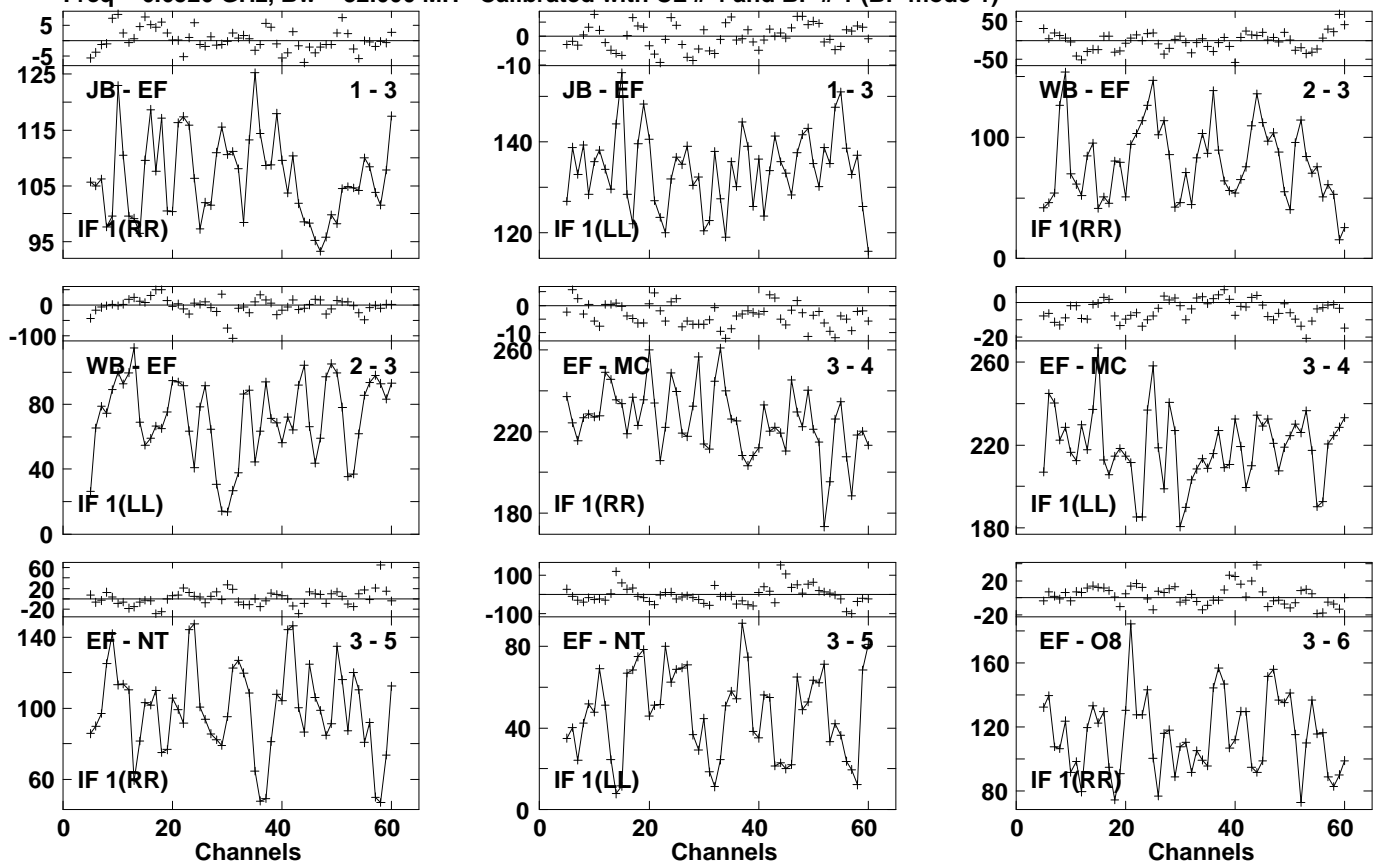 5
-5
125
115
105
95
JB - EF 1 - 3
IF 1(RR)
0
-10
140
120
JB - EF 1 - 3
IF 1(LL)
50
-50
100
0
WB - EF 2 - 3
IF 1(RR)
0
-100
80
40
0
WB - EF 2 - 3
IF 1(LL)
0
-10
260
220
180
EF - MC 3 - 4
IF 1(RR)
0
-20
260
220
180
EF - MC 3 - 4
IF 1(LL)
60
20
-20
140
100
60
EF - NT 3 - 5
IF 1(RR)
0 20 40 60
Channels
100
-100
80
40
0
EF - NT 3 - 5
IF 1(LL)
0 20 40 60
Channels
20
-20
160
120
80
EF - O8 3 - 6
IF 1(RR)
0 20 40 60
Channels